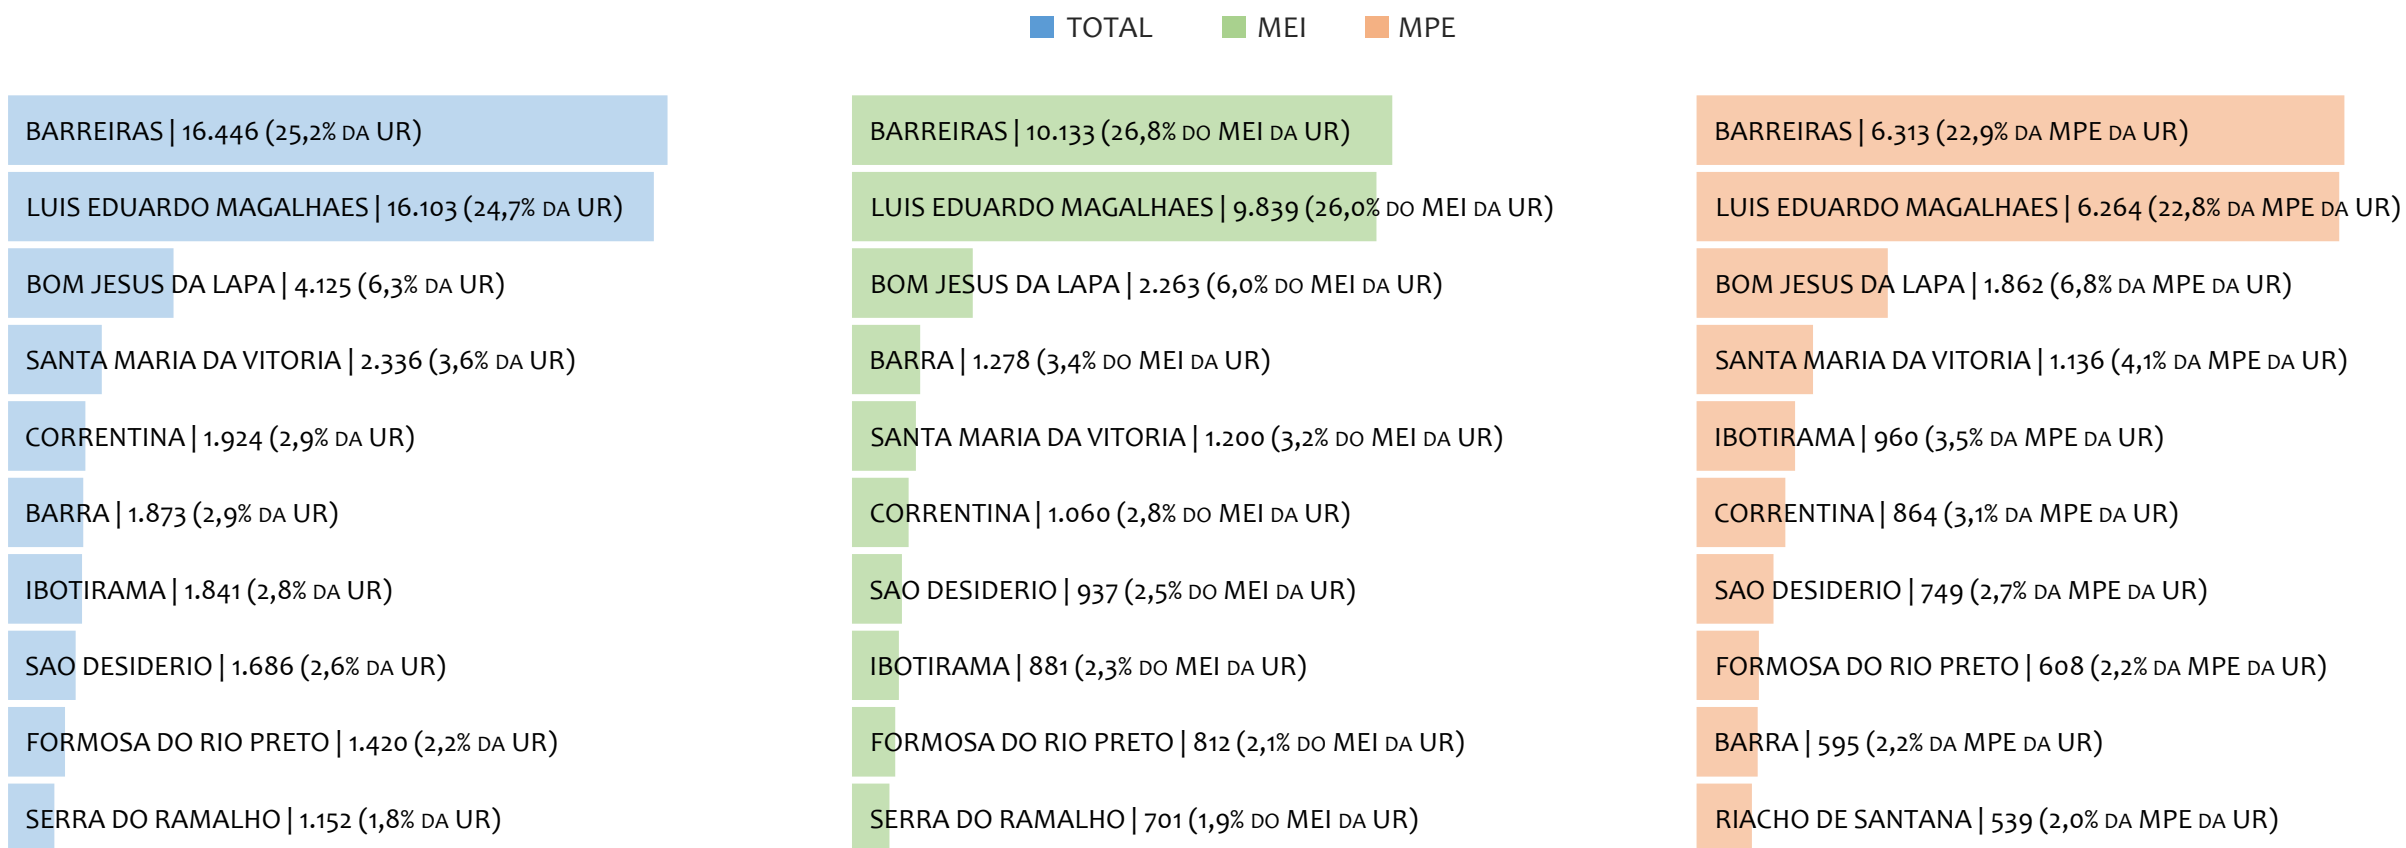 TOTAL MEI MPE
BARREIRAS | 16.446 (25,2% DA UR)
LUIS EDUARDO MAGALHAES | 16.103 (24,7% DA UR)
BOM JESUS DA LAPA | 4.125 (6,3% DA UR)
SANTA MARIA DA VITORIA | 2.336 (3,6% DA UR)
CORRENTINA | 1.924 (2,9% DA UR)
BARRA | 1.873 (2,9% DA UR)
IBOTIRAMA | 1.841 (2,8% DA UR)
SAO DESIDERIO | 1.686 (2,6% DA UR)
FORMOSA DO RIO PRETO | 1.420 (2,2% DA UR)
SERRA DO RAMALHO | 1.152 (1,8% DA UR)
BARREIRAS | 10.133 (26,8% DO MEI DA UR)
LUIS EDUARDO MAGALHAES | 9.839 (26,0% DO MEI DA UR)
BOM JESUS DA LAPA | 2.263 (6,0% DO MEI DA UR)
BARRA | 1.278 (3,4% DO MEI DA UR)
SANTA MARIA DA VITORIA | 1.200 (3,2% DO MEI DA UR)
CORRENTINA | 1.060 (2,8% DO MEI DA UR)
SAO DESIDERIO | 937 (2,5% DO MEI DA UR)
IBOTIRAMA | 881 (2,3% DO MEI DA UR)
FORMOSA DO RIO PRETO | 812 (2,1% DO MEI DA UR)
SERRA DO RAMALHO | 701 (1,9% DO MEI DA UR)
BARREIRAS | 6.313 (22,9% DA MPE DA UR)
LUIS EDUARDO MAGALHAES | 6.264 (22,8% DA MPE DA UR)
BOM JESUS DA LAPA | 1.862 (6,8% DA MPE DA UR)
SANTA MARIA DA VITORIA | 1.136 (4,1% DA MPE DA UR)
IBOTIRAMA | 960 (3,5% DA MPE DA UR)
CORRENTINA | 864 (3,1% DA MPE DA UR)
SAO DESIDERIO | 749 (2,7% DA MPE DA UR)
FORMOSA DO RIO PRETO | 608 (2,2% DA MPE DA UR)
BARRA | 595 (2,2% DA MPE DA UR)
RIACHO DE SANTANA | 539 (2,0% DA MPE DA UR)